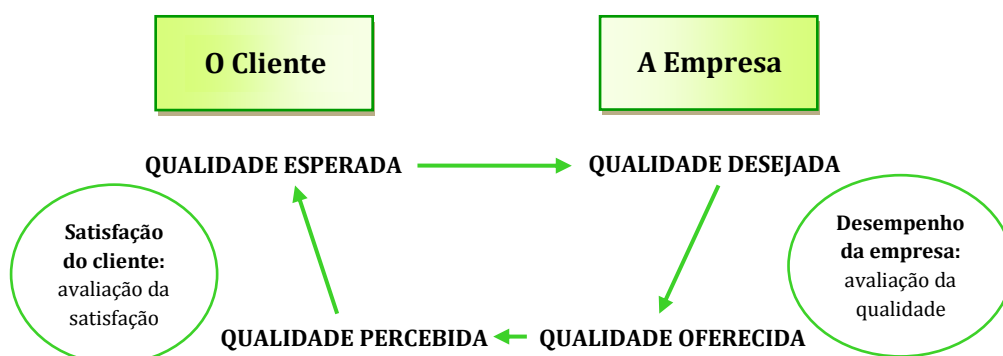 O Cliente
A Empresa
QUALIDADE ESPERADA
QUALIDADE DESEJADA
Satisfação
do cliente:
avaliação da
satisfação
Desempenho
da empresa:
avaliação da
qualidade
QUALIDADE PERCEBIDA
QUALIDADE OFERECIDA